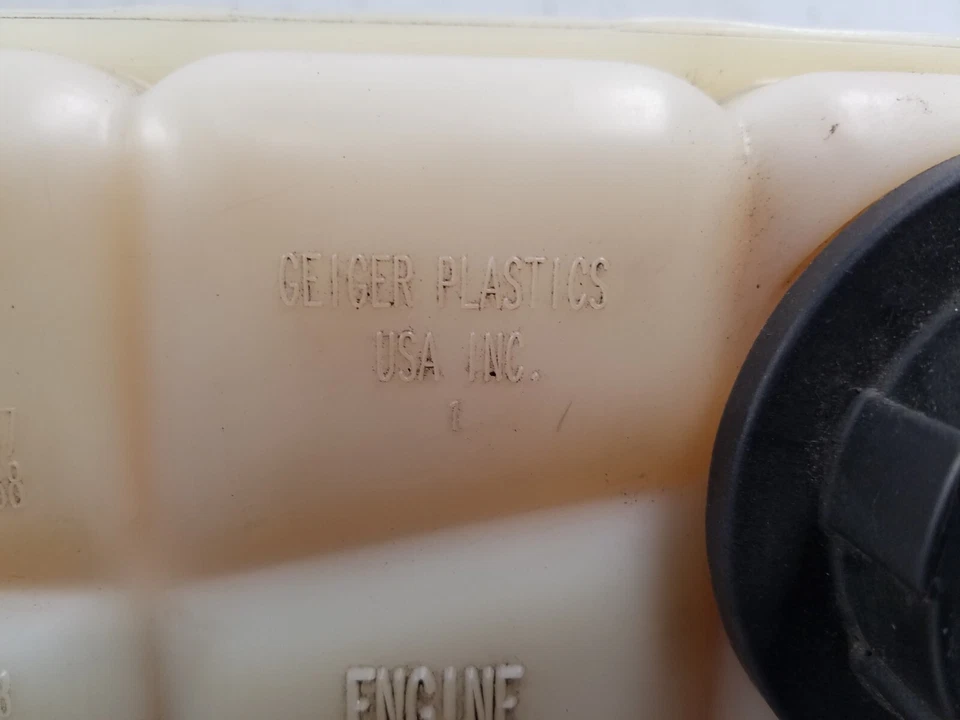 GEIGER PLASTICS
USA INC.
1
ENGINE